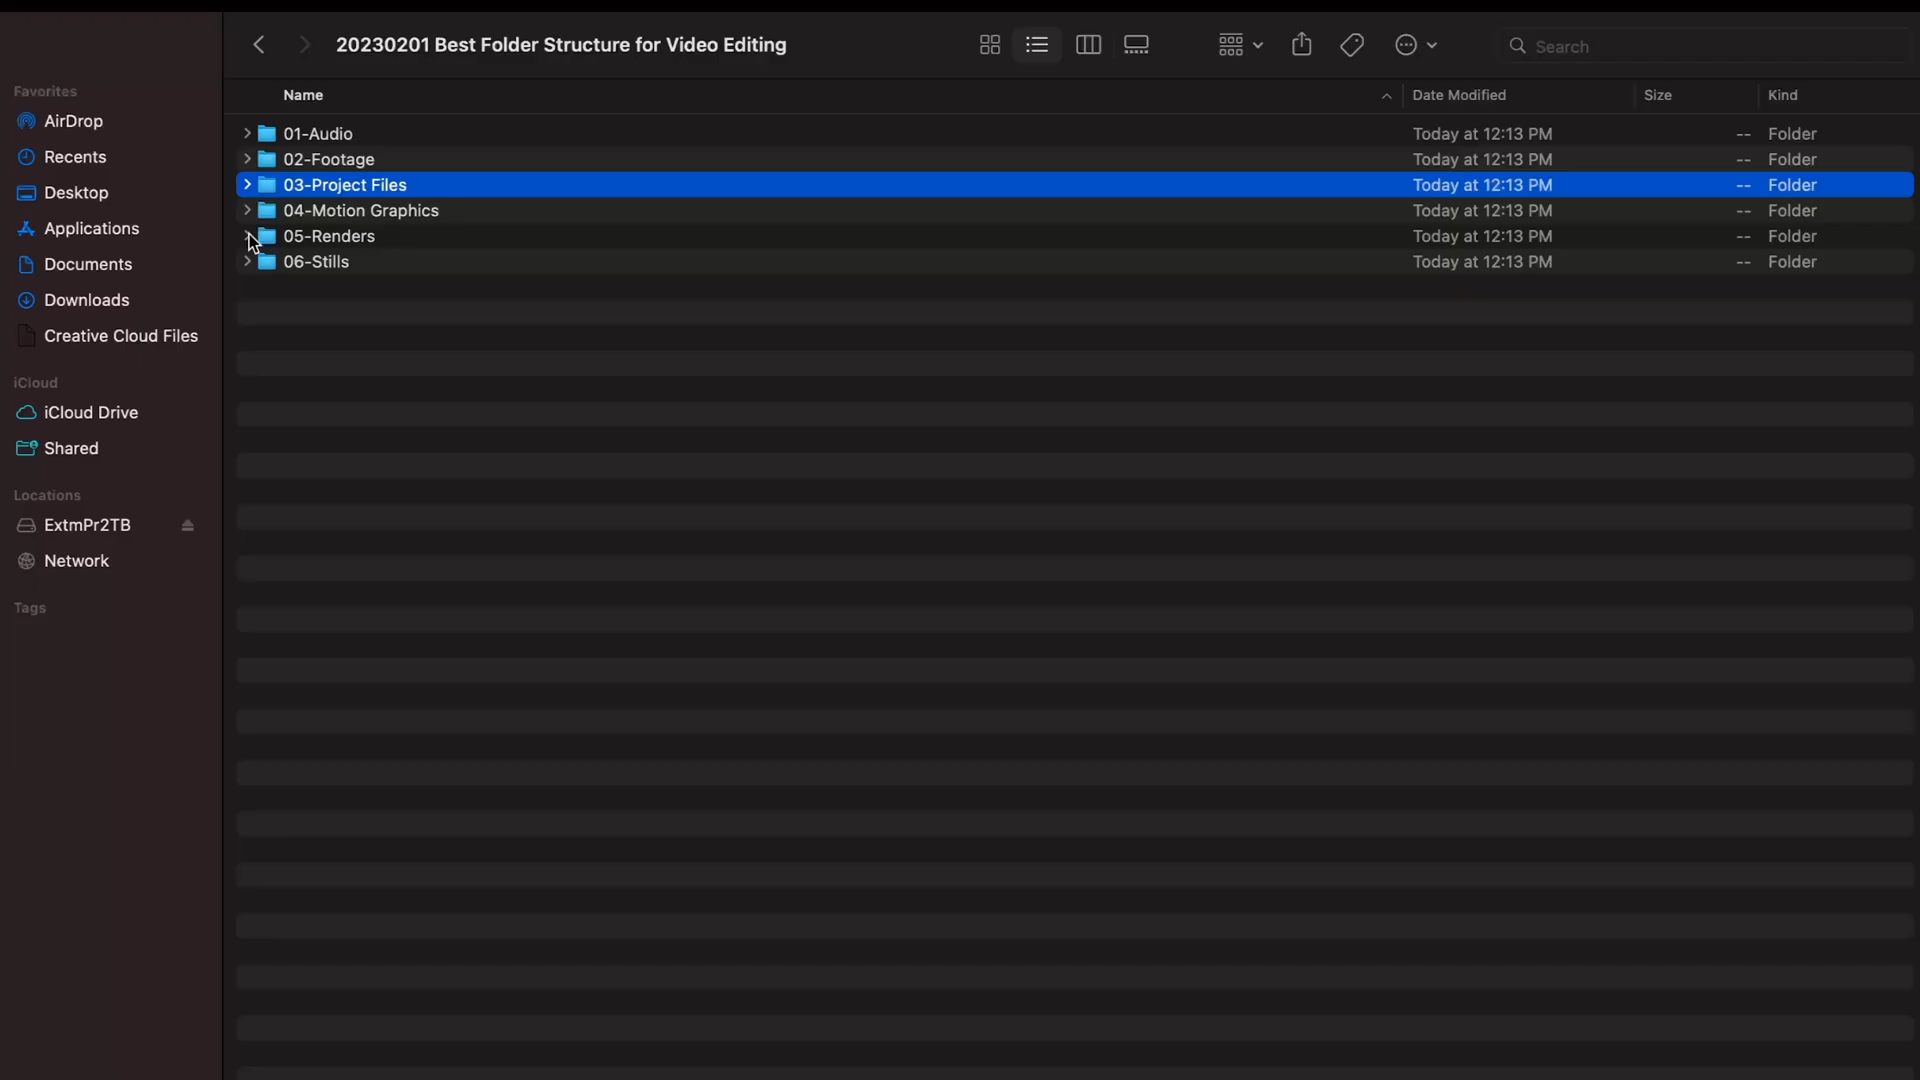 20230201 Best Folder Structure for Video Editing
Search
Favorites
AirDrop
Recents
Desktop
Applications
Documents
Downloads
Creative Cloud Files
iCloud
iCloud Drive
Shared
Locations
ExtmPr2TB
Network
Tags
Name Date Modified Size Kind
01-Audio Today at 12:13 PM -- Folder
02-Footage Today at 12:13 PM -- Folder
03-Project Files Today at 12:13 PM -- Folder
04-Motion Graphics Today at 12:13 PM -- Folder
05-Renders Today at 12:13 PM -- Folder
06-Stills Today at 12:13 PM -- Folder